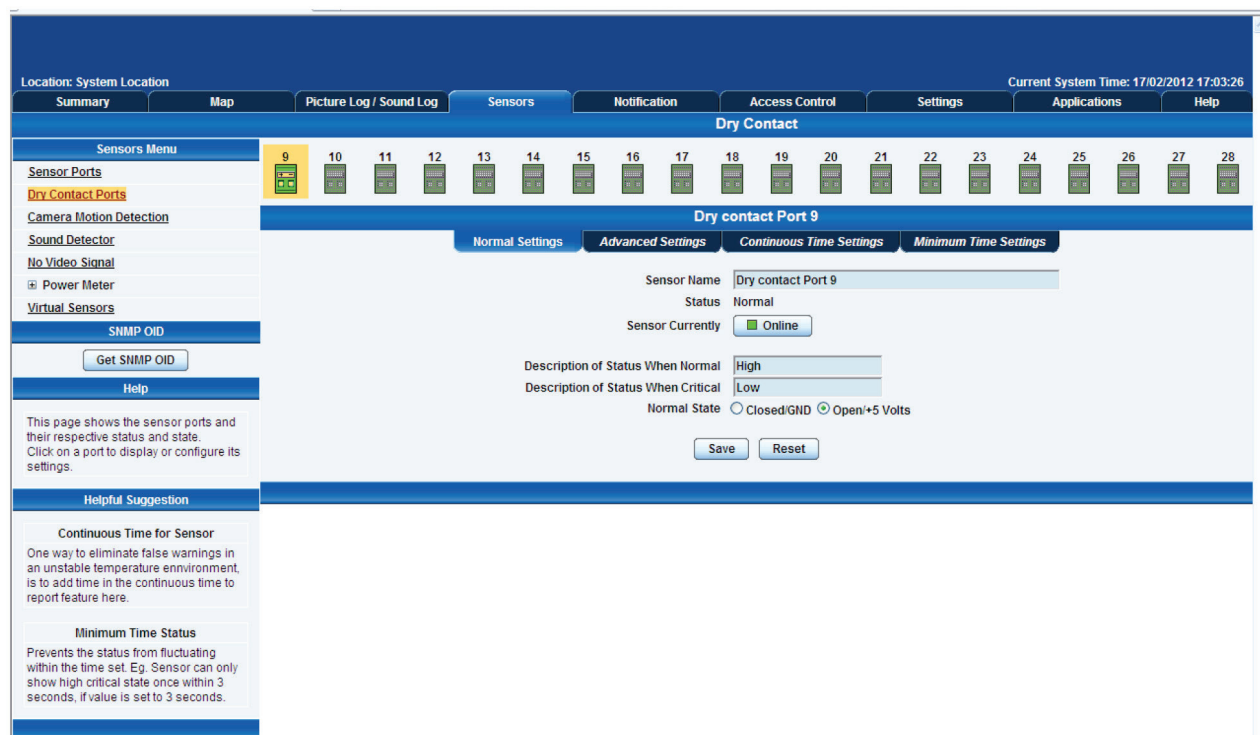 Location: System Location
Current System Time: 17/02/2012 17:03:26
Summary Map Picture Log / Sound Log Sensors Notification Access Control Settings Applications Help
Dry Contact
Sensors Menu
Sensor Ports
Dry Contact Ports
Camera Motion Detection
Sound Detector
No Video Signal
Power Meter
Virtual Sensors
SNMP OID
Get SNMP OID
Help
This page shows the sensor ports and
their respective status and state.
Click on a port to display or configure its
settings.
Helpful Suggestion
Continuous Time for Sensor
One way to eliminate false warnings in
an unstable temperature ennvironment,
is to add time in the continuous time to
report feature here.
Minimum Time Status
Prevents the status from fluctuating
within the time set. Eg. Sensor can only
show high critical state once within 3
seconds, if value is set to 3 seconds.
9 10 11 12 13 14 15 16 17 18 19 20 21 22 23 24 25 26 27 28
Dry contact Port 9
Normal Settings Advanced Settings Continuous Time Settings Minimum Time Settings
Sensor Name Dry contact Port 9
Status Normal
Sensor Currently Online
Description of Status When Normal High
Description of Status When Critical Low
Normal State Closed/GND Open/+5 Volts
Save Reset